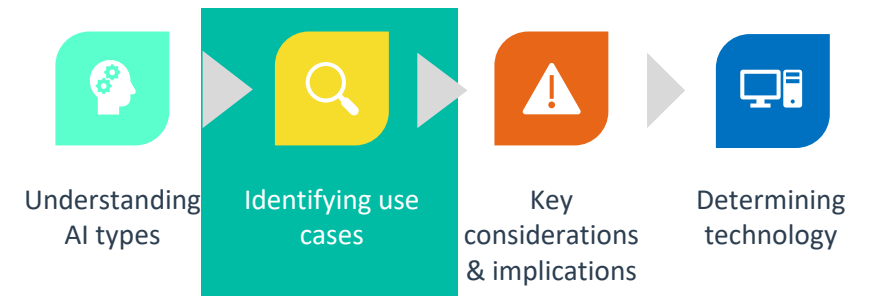 Understanding
AI types
Identifying use
cases
Key
considerations
& implications
Determining
technology